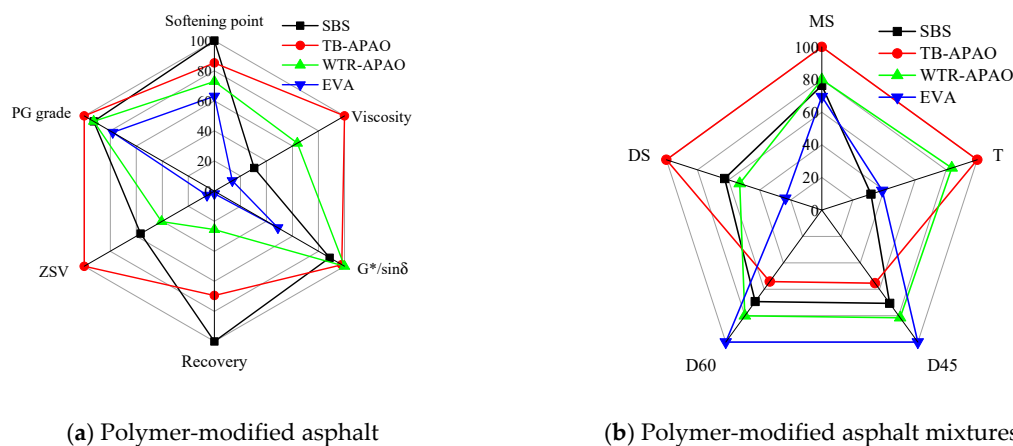 Softening point
SBS
TB-APAO
WTR-APAO
EVA
100
80
60
40
20
0
PG grade
Viscosity
ZSV
G*/sinδ
Recovery
(a) Polymer-modified asphalt
MS
SBS
TB-APAO
WTR-APAO
EVA
100
80
60
40
20
0
DS
T
D60
D45
(b) Polymer-modified asphalt mixtures